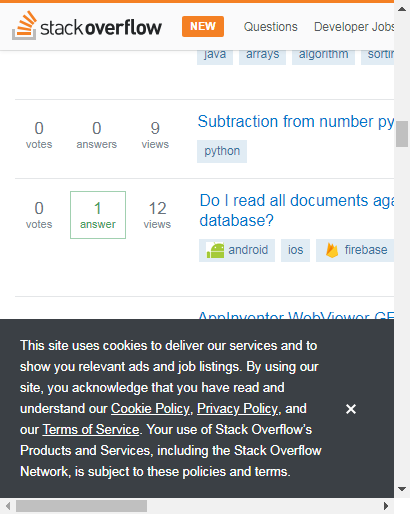 stackoverflow NEW Questions Developer Jobs
java arrays algorithm
0 0 9 Subtraction from number
votes answers views
python
0 1 12 Do I read all documents
votes answer views database?
android ios firebase
AppInventor WebViewer
This site uses cookies to deliver our services and to
show you relevant ads and job listings. By using our
site, you acknowledge that you have read and
understand our Cookie Policy, Privacy Policy, and
our Terms of Service. Your use of Stack Overflow's
Products and Services, including the Stack Overflow
Network, is subject to these policies and terms.